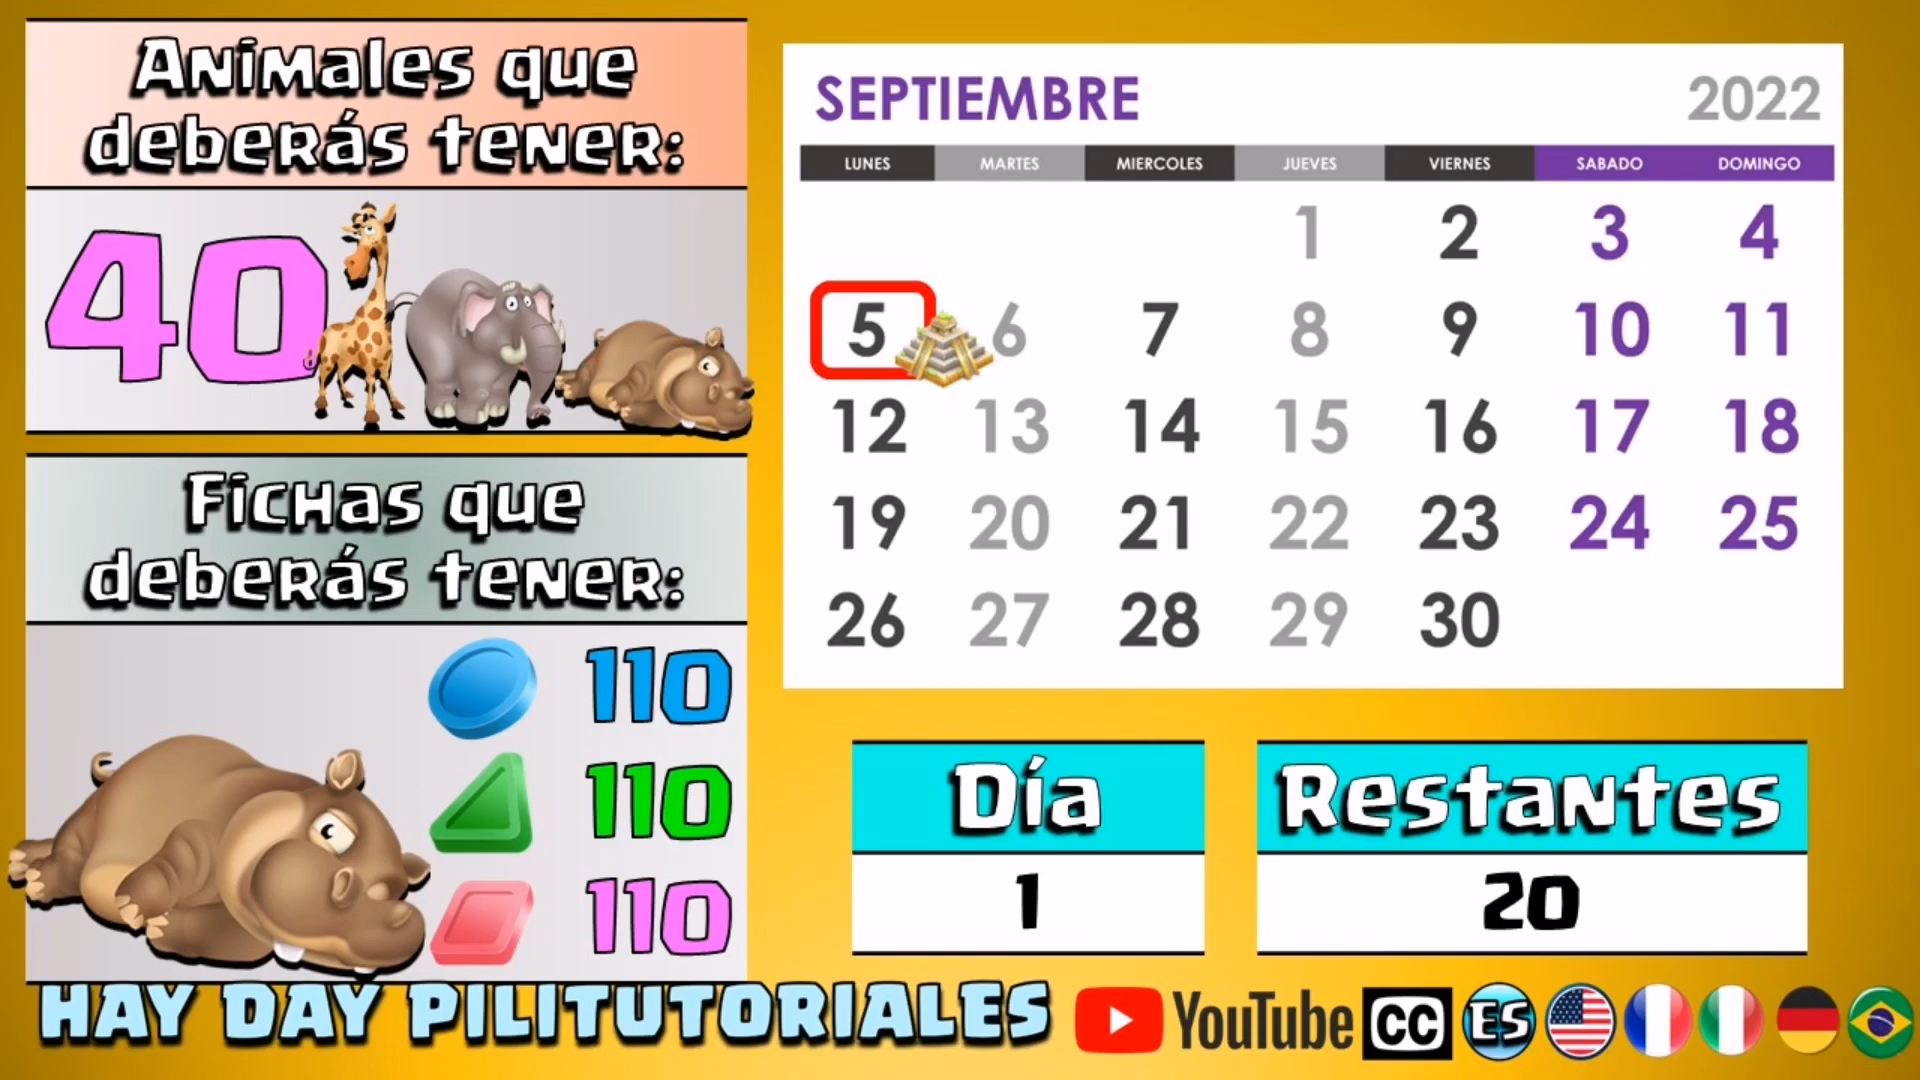 Animales que
deberás tener:
40
Fichas que
deberás tener:
110
110
110
SEPTIEMBRE 2022
LUNES MARTES MIERCOLES JUEVES VIERNES SABADO DOMINGO
1 2 3 4
5 6 7 8 9 10 11
12 13 14 15 16 17 18
19 20 21 22 23 24 25
26 27 28 29 30
Día Restantes
1 20
HAY DAY PILITUTORIALES YouTube CC ES